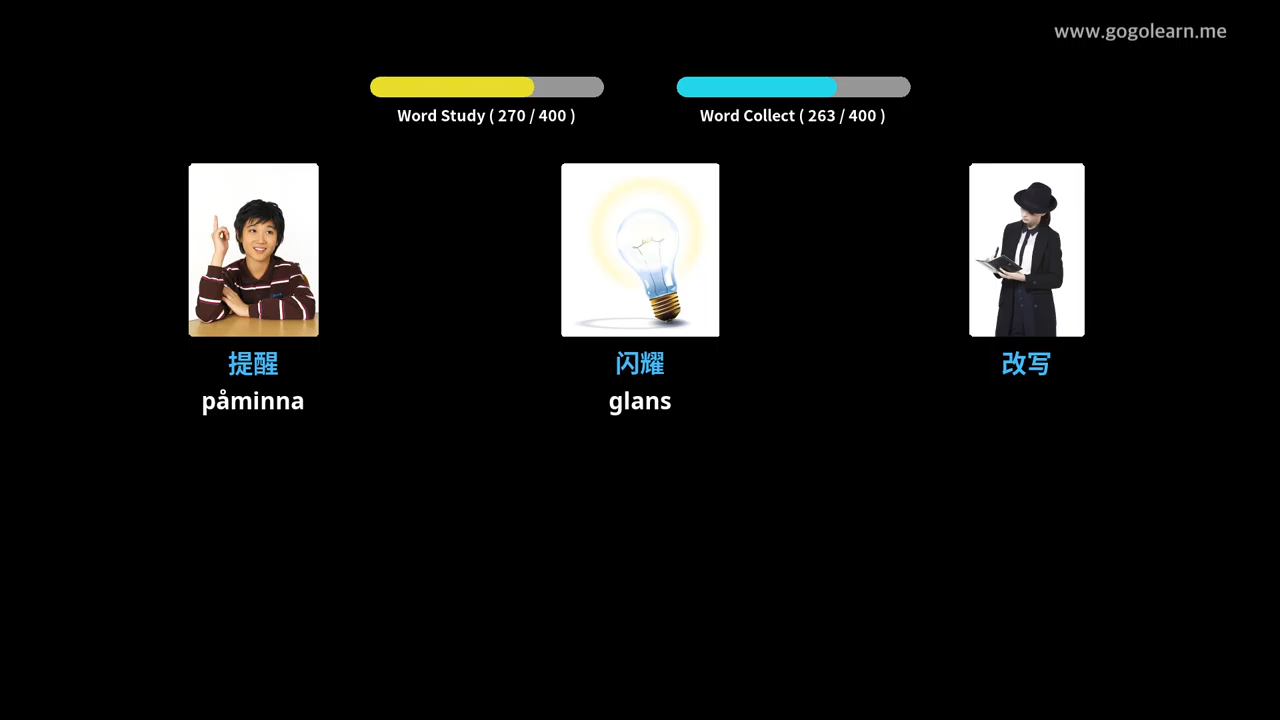 www.gogolearn.me
Word Study ( 270 / 400 )
Word Collect ( 263 / 400 )
提醒
påminna
闪耀
glans
改写